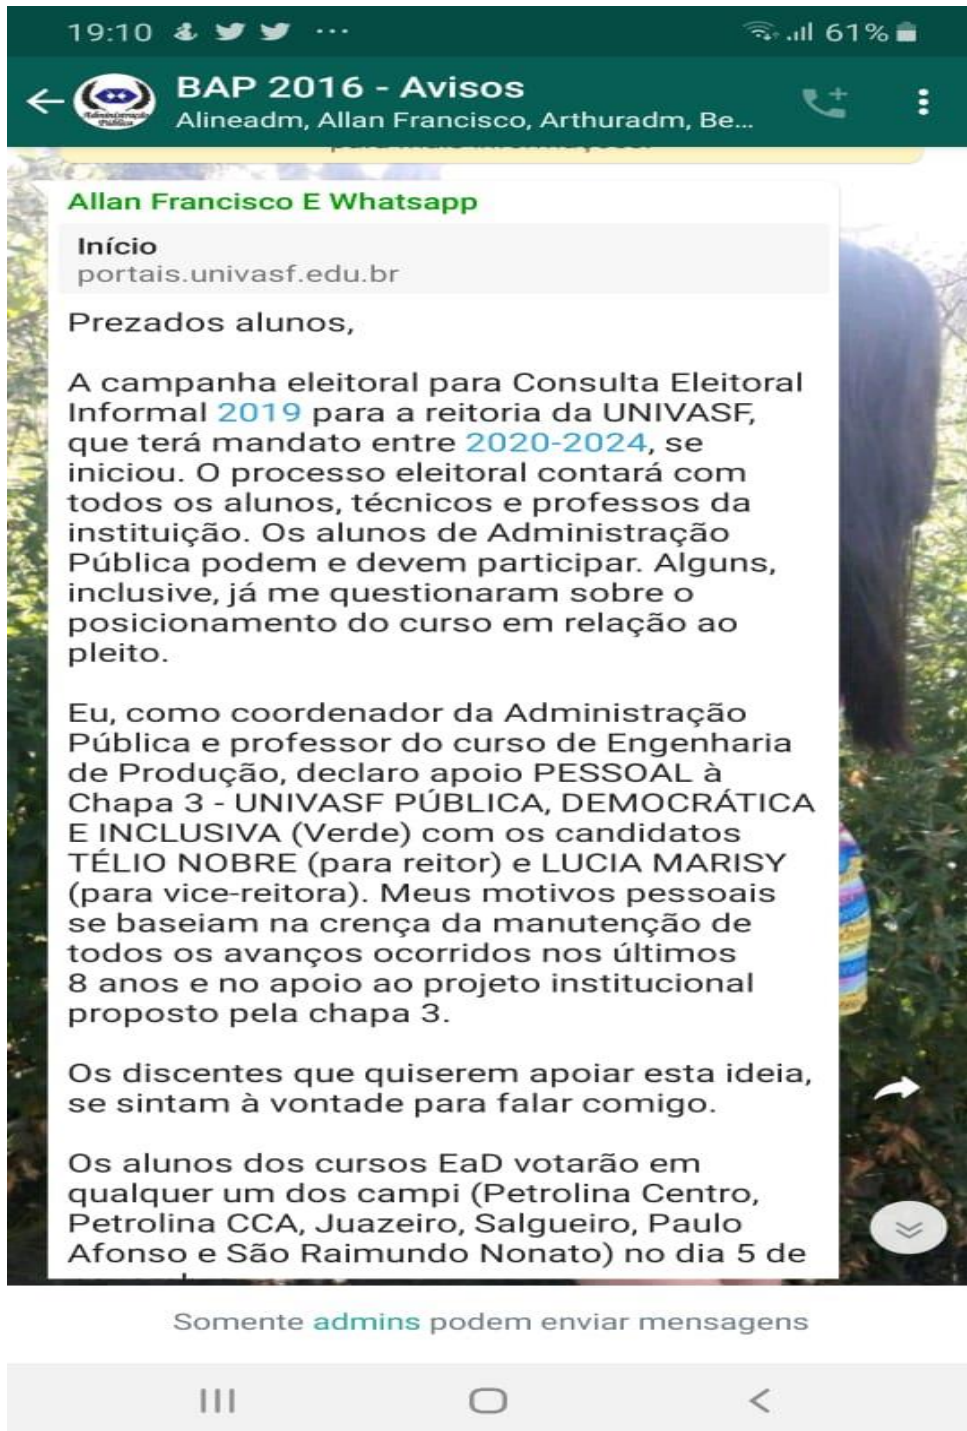 19:10 ... 61%
BAP 2016 - Avisos
Alineadm, Allan Francisco, Arthuradm, Be...
para mais informações.
Allan Francisco E Whatsapp
Início
portais.univasf.edu.br
Prezados alunos,
A campanha eleitoral para Consulta Eleitoral
Informal 2019 para a reitoria da UNIVASF,
que terá mandato entre 2020-2024, se
iniciou. O processo eleitoral contará com
todos os alunos, técnicos e professos da
instituição. Os alunos de Administração
Pública podem e devem participar. Alguns,
inclusive, já me questionaram sobre o
posicionamento do curso em relação ao
pleito.
Eu, como coordenador da Administração
Pública e professor do curso de Engenharia
de Produção, declaro apoio PESSOAL à
Chapa 3 - UNIVASF PÚBLICA, DEMOCRÁTICA
E INCLUSIVA (Verde) com os candidatos
TÉLIO NOBRE (para reitor) e LUCIA MARISY
(para vice-reitora). Meus motivos pessoais
se baseiam na crença da manutenção de
todos os avanços ocorridos nos últimos
8 anos e no apoio ao projeto institucional
proposto pela chapa 3.
Os discentes que quiserem apoiar esta ideia,
se sintam à vontade para falar comigo.
Os alunos dos cursos EaD votarão em
qualquer um dos campi (Petrolina Centro,
Petrolina CCA, Juazeiro, Salgueiro, Paulo
Afonso e São Raimundo Nonato) no dia 5 de
Somente admins podem enviar mensagens